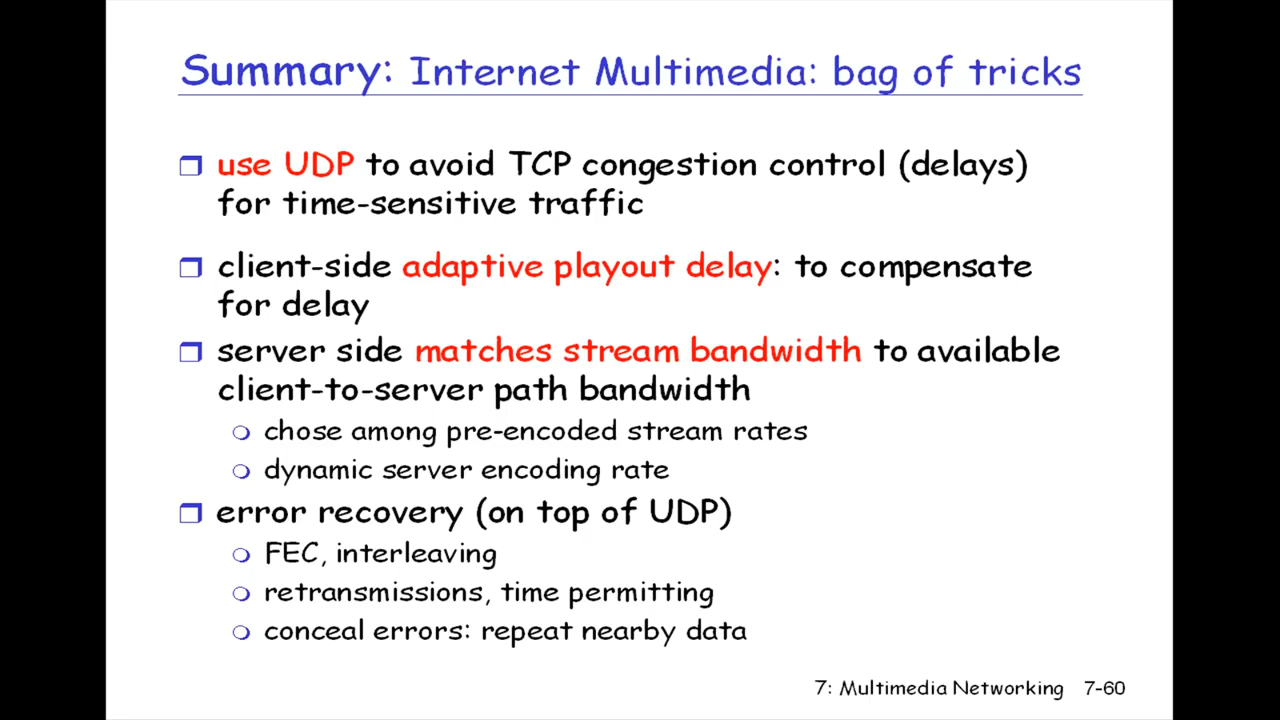 Summary: Internet Multimedia: bag of tricks
use UDP to avoid TCP congestion control (delays)
for time-sensitive traffic
client-side adaptive playout delay: to compensate
for delay
server side matches stream bandwidth to available
client-to-server path bandwidth
chose among pre-encoded stream rates
dynamic server encoding rate
error recovery (on top of UDP)
FEC, interleaving
retransmissions, time permitting
conceal errors: repeat nearby data
7: Multimedia Networking 7-60